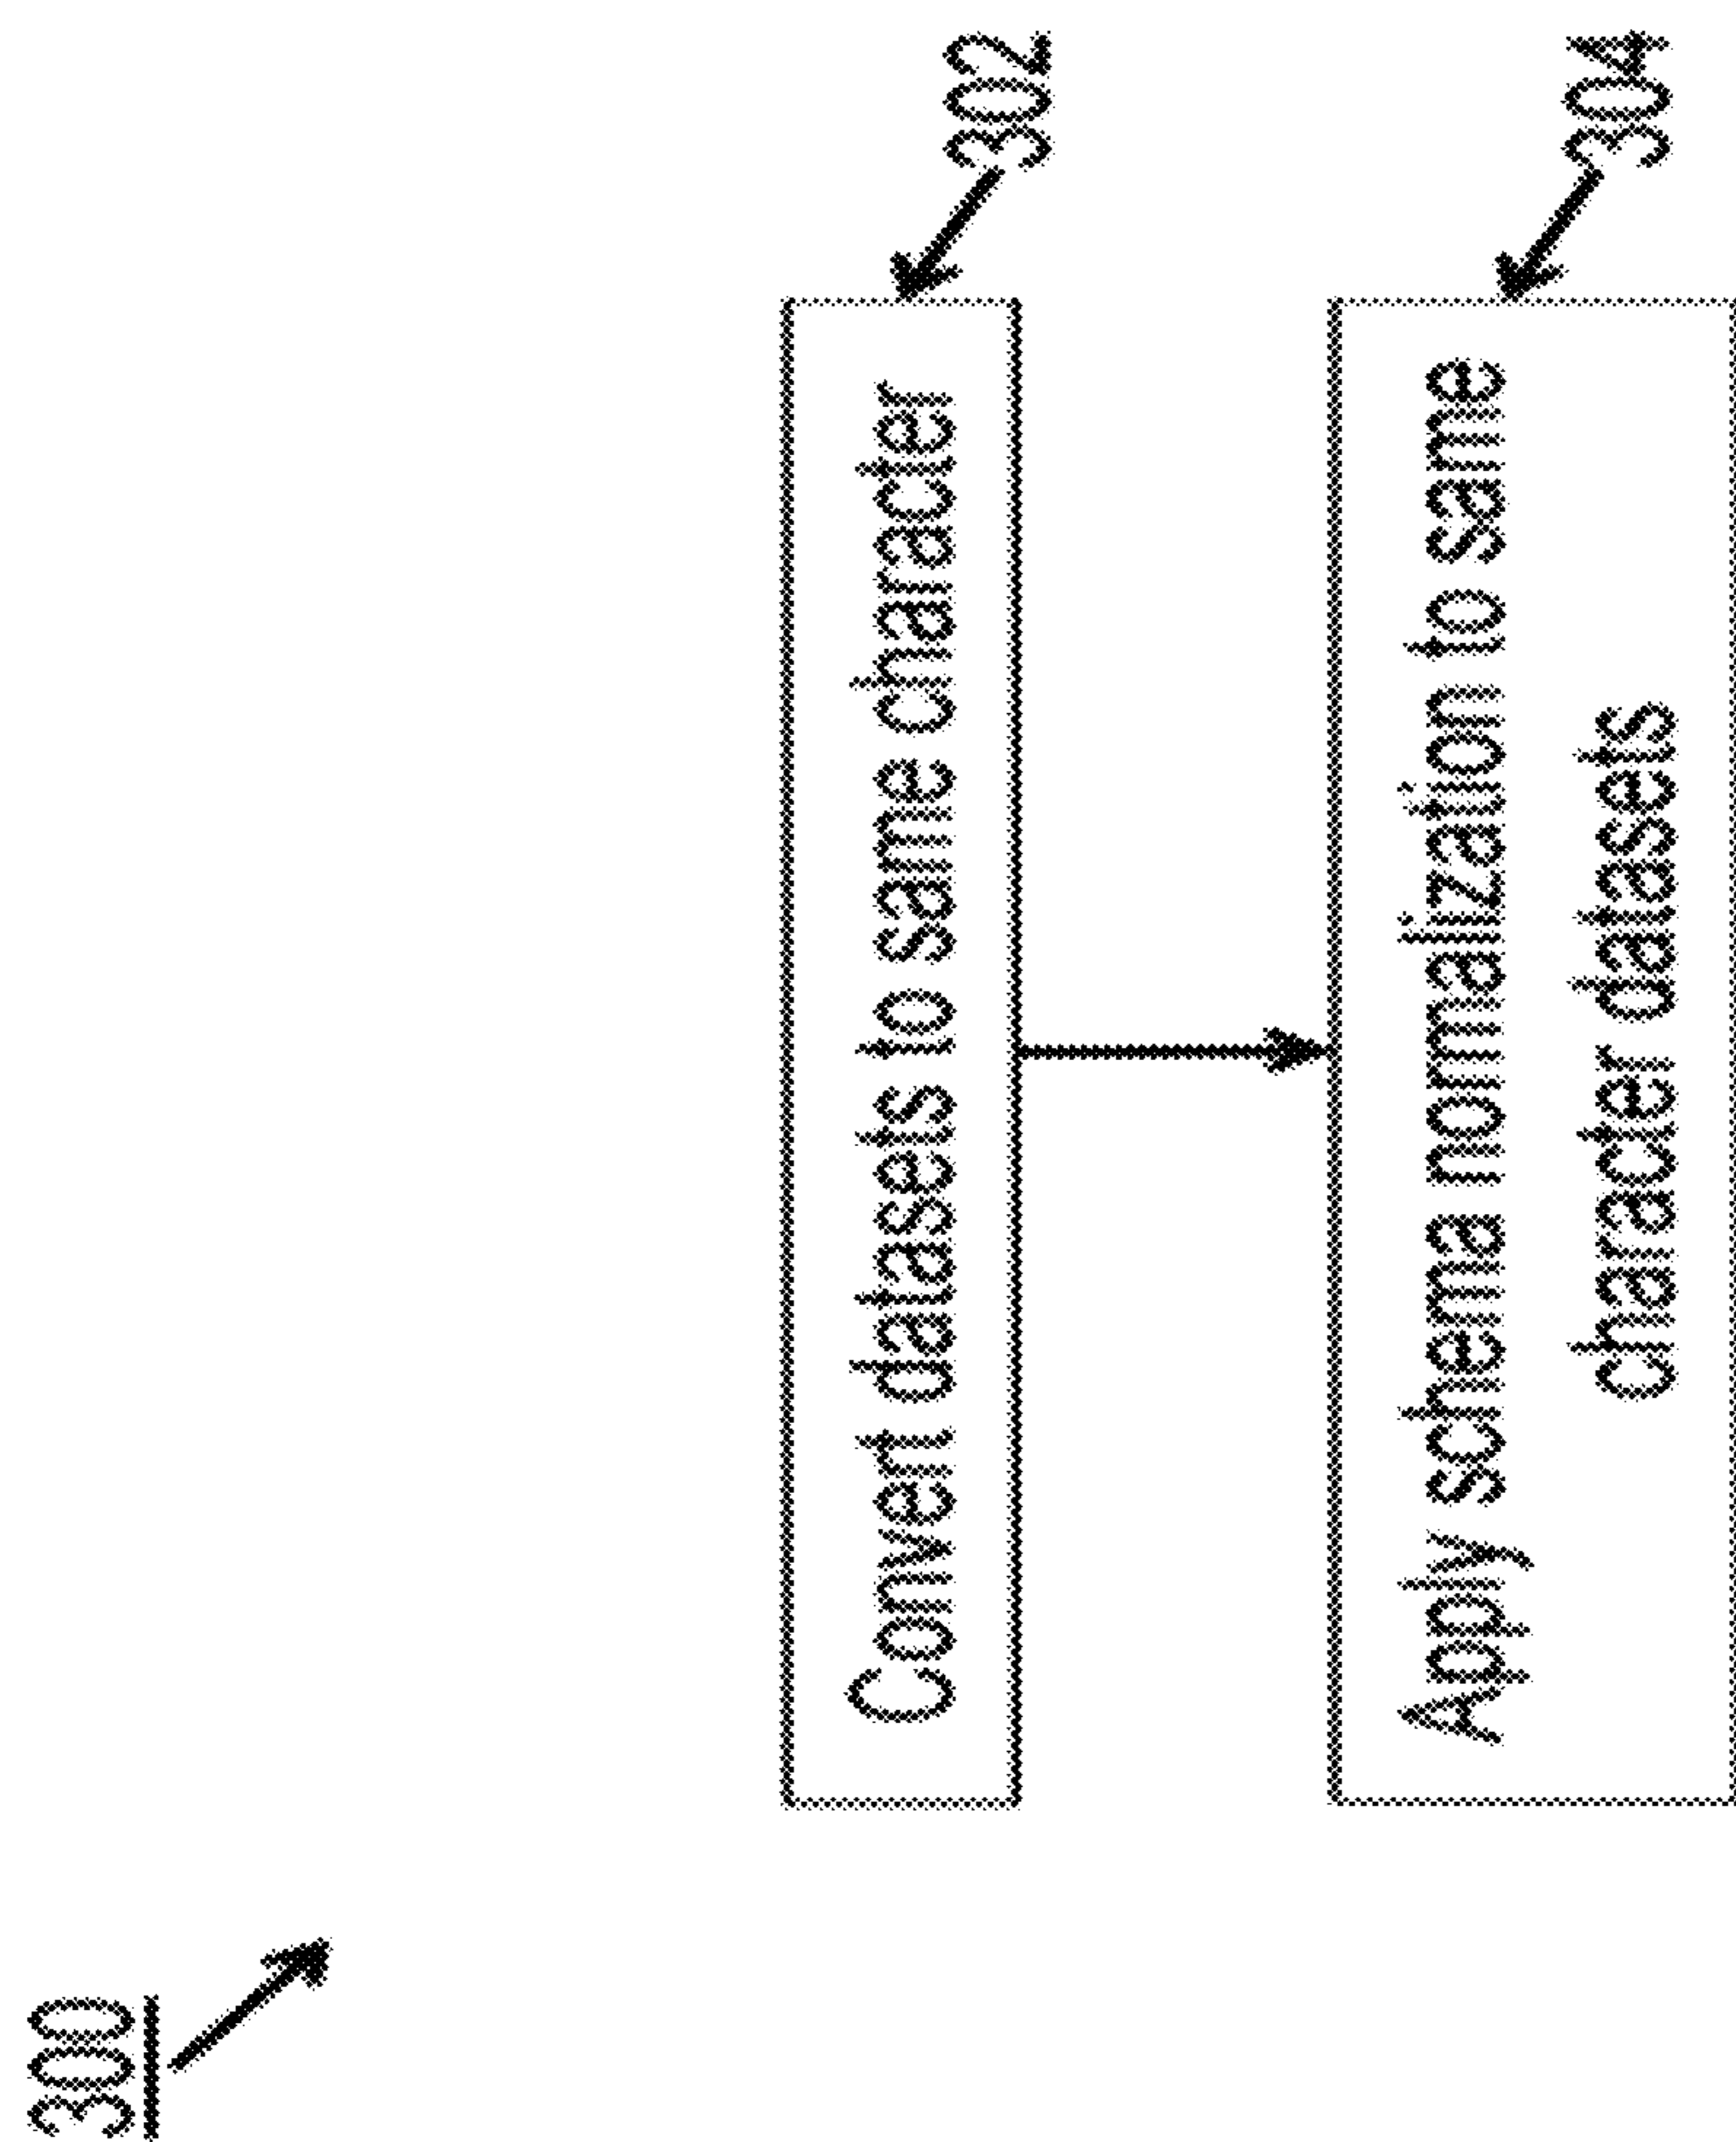 300
Convert datasets to same character
302
Apply schema normalization to same
character datasets
304